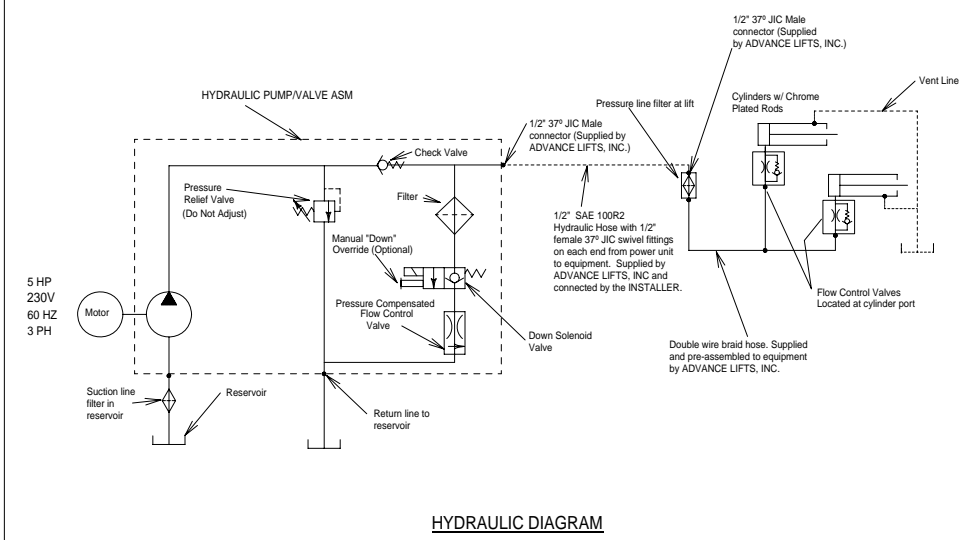 1/2" 37º JIC Male
connector (Supplied
by ADVANCE LIFTS, INC.)
Vent Line
HYDRAULIC PUMP/VALVE ASM
Pressure line filter at lift
Cylinders w/ Chrome
Plated Rods
1/2" 37º JIC Male
connector (Supplied by
ADVANCE LIFTS, INC.)
Check Valve
Pressure
Relief Valve
(Do Not Adjust)
Filter
1/2" SAE 100R2
Hydraulic Hose with 1/2"
female 37º JIC swivel fittings
on each end from power unit
to equipment. Supplied by
ADVANCE LIFTS, INC and
connected by the INSTALLER.
Manual "Down"
Override (Optional)
5 HP
230V
60 HZ
3 PH
Motor
Pressure Compensated
Flow Control
Valve
Down Solenoid
Valve
Flow Control Valves
Located at cylinder port
Double wire braid hose. Supplied
and pre-assembled to equipment
by ADVANCE LIFTS, INC.
Suction line
filter in
reservoir
Reservoir
Return line to
reservoir
HYDRAULIC DIAGRAM